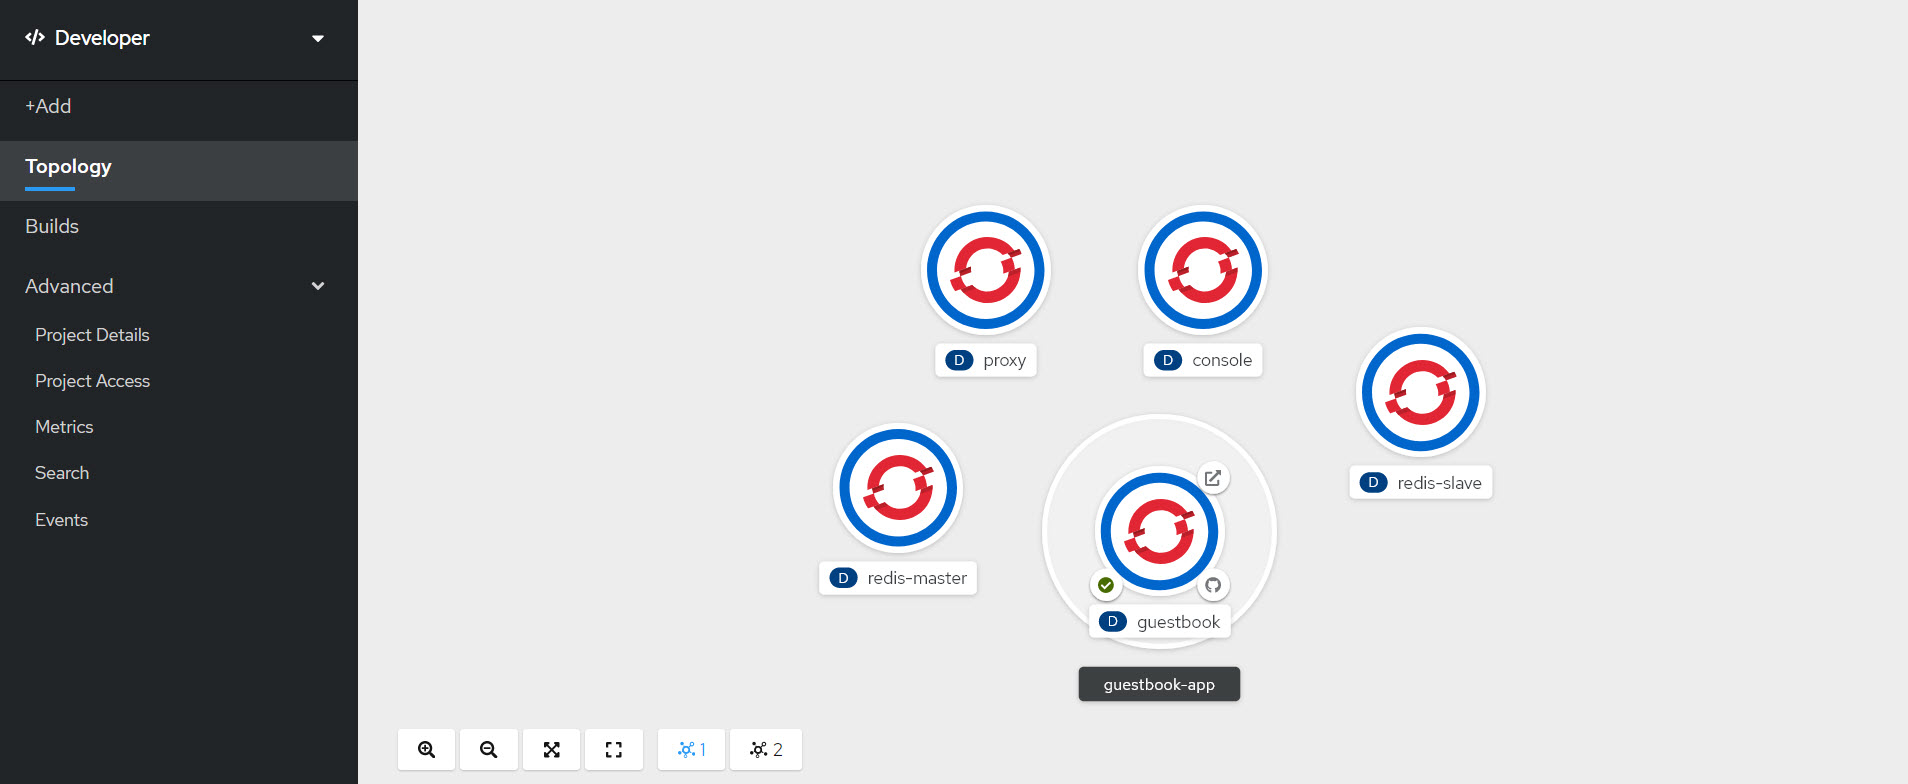 Developer
+Add
Topology
Builds
Advanced
Project Details
Project Access
Metrics
Search
Events
D proxy
D console
D redis-slave
D redis-master
D guestbook
guestbook-app
1
2